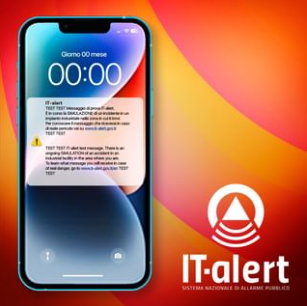 Giorno 00 mese
00:00
IT-alert
TEST TEST Messaggio di prova IT-alert.
È in corso la SIMULAZIONE di un incidente in un
impianto industriale nella zona in cui ti trovi.
Per conoscere il messaggio che riceverai in caso
di reale pericolo vai su www.it-alert.gov.it
TEST TEST
TEST TEST IT-alert test message. There is an
ongoing SIMULATION of an accident in an
industrial facility in the area where you are.
To learn what message you will receive in case
of real danger, go to www.it-alert.gov.it/en TEST
TEST
IT-alert
SISTEMA NAZIONALE DI ALLARME PUBBLICO